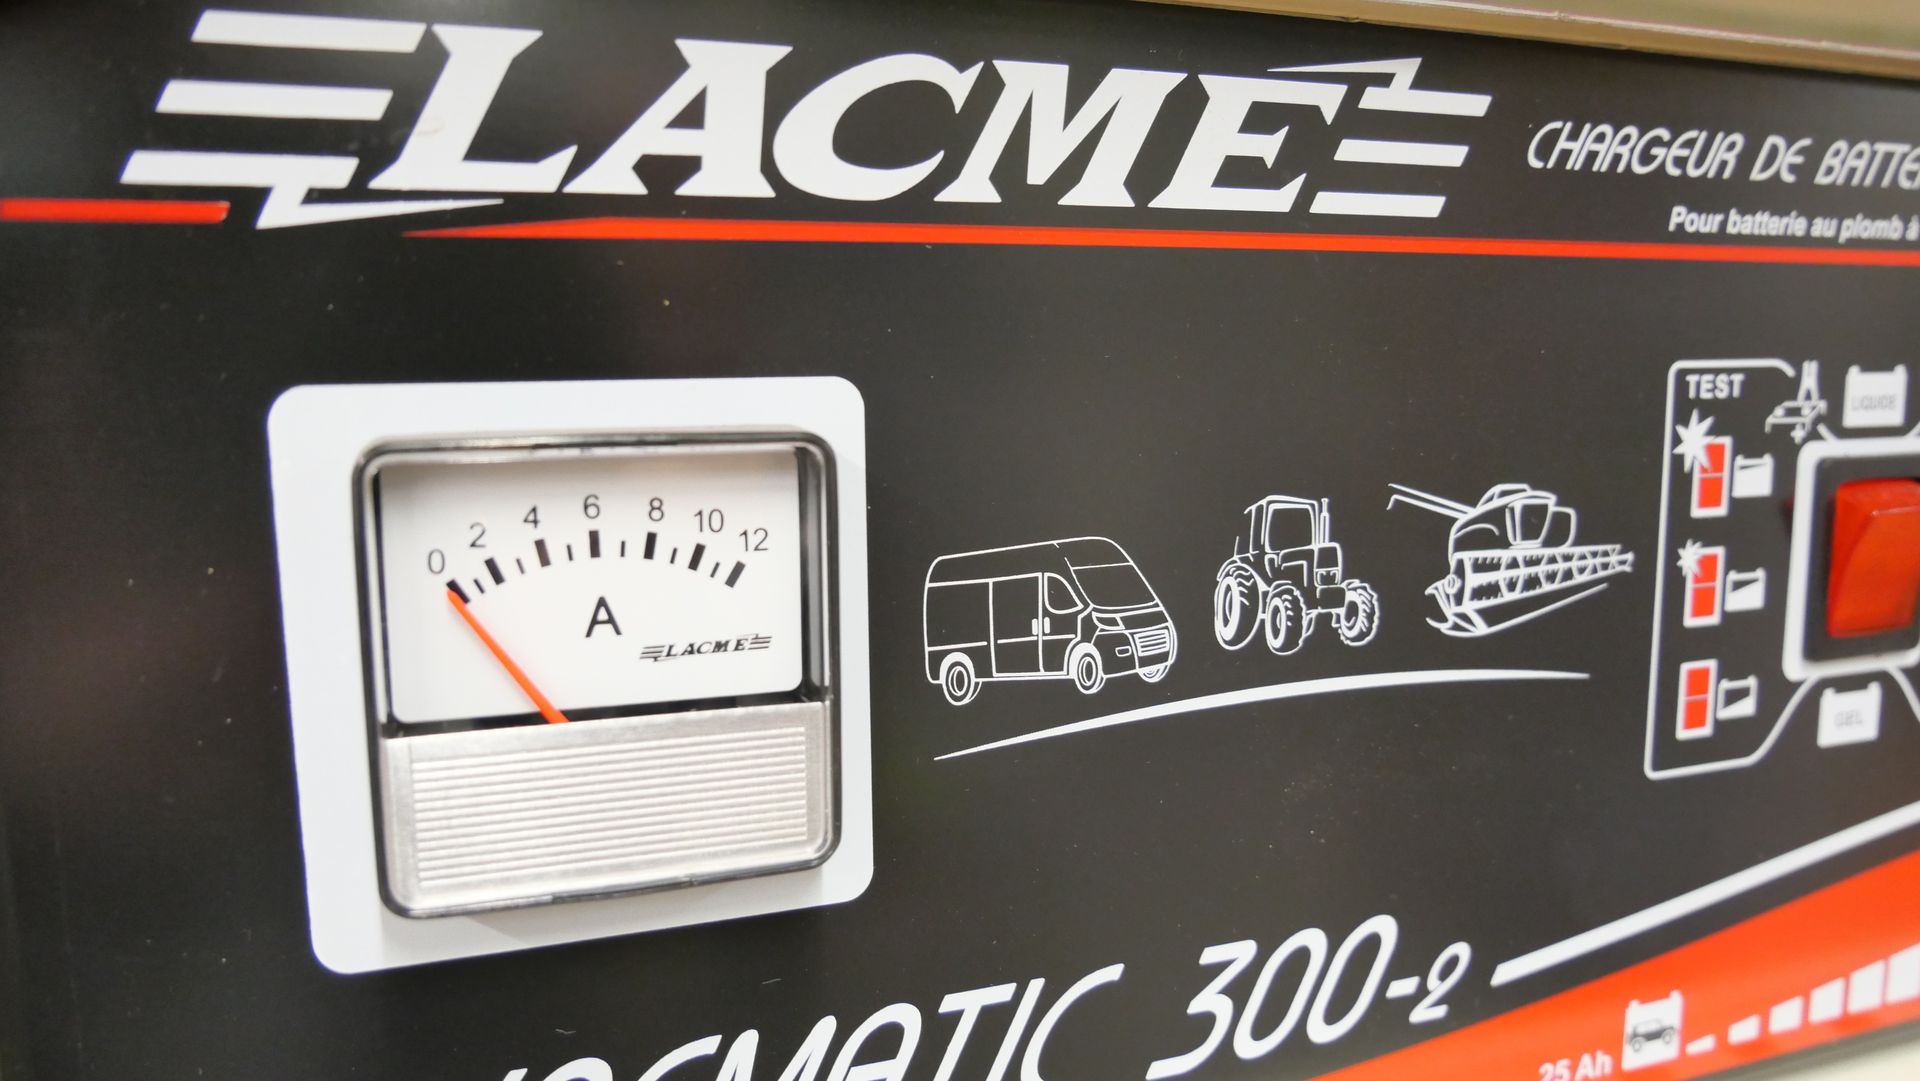 LACME
CHARGEUR DE
Pour batterie au plomb à
TEST
LIQUIDE
0 2 4 6 8 10 12
A
LACME
GEL
300-2
25 Ah